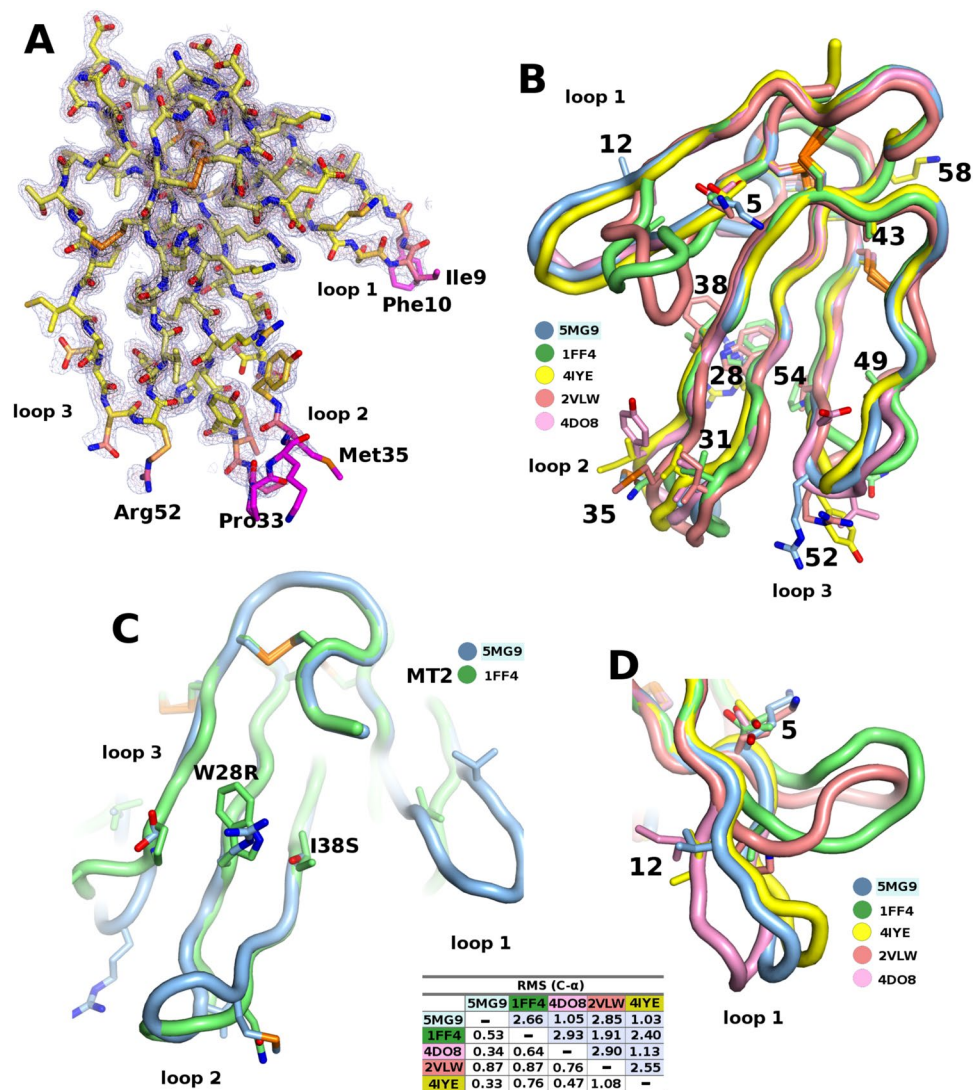 A
loop 1
Ile9
Phe10
loop 3
loop 2
Met35
Arg52
Pro33
B
loop 1
12
5
58
43
38
5MG9
1FF4
4IYE
2VLW
4DO8
28
54
49
31
loop 2
35
52
loop 3
C
5MG9
MT2 1FF4
loop 3
W28R
I38S
loop 1
loop 2
D
5
12
5MG9
1FF4
4IYE
2VLW
4DO8
loop 1
RMS (C-α)
5MG9 1FF4 4DO8 2VLW 4IYE
5MG9 – 2.66 1.05 2.85 1.03
1FF4 0.53 – 2.93 1.91 2.40
4DO8 0.34 0.64 – 2.90 1.13
2VLW 0.87 0.87 0.76 – 2.55
4IYE 0.33 0.76 0.47 1.08 –